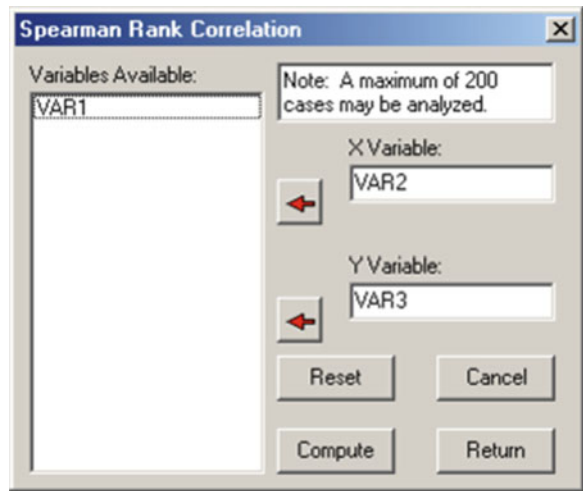 Spearman Rank Correlation
Variables Available:
VAR1
Note: A maximum of 200
cases may be analyzed.
X Variable:
VAR2
Y Variable:
VAR3
Reset
Cancel
Compute
Return